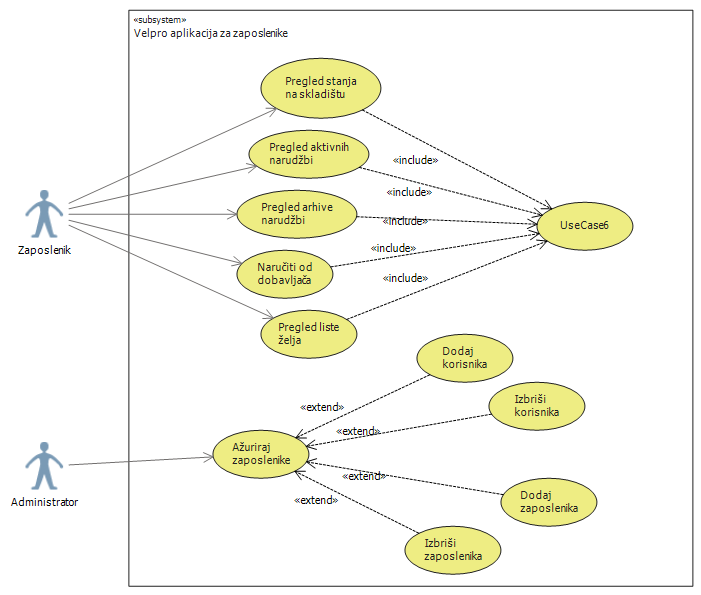 «subsystem»
Velpro aplikacija za zaposlenike
Pregled stanja
na skladištu
Pregled aktivnih
narudžbi
«include»
«include»
Pregled arhive
narudžbi
«include»
UseCase6
Zaposlenik
«include»
Naručiti od
dobavljača
«include»
Pregled liste
želja
Dodaj
korisnika
Izbriši
korisnika
«extend»
«extend»
Ažuriraj
zaposlenike
«extend»
Administrator
«extend»
Dodaj
zaposlenika
Izbriši
zaposlenika